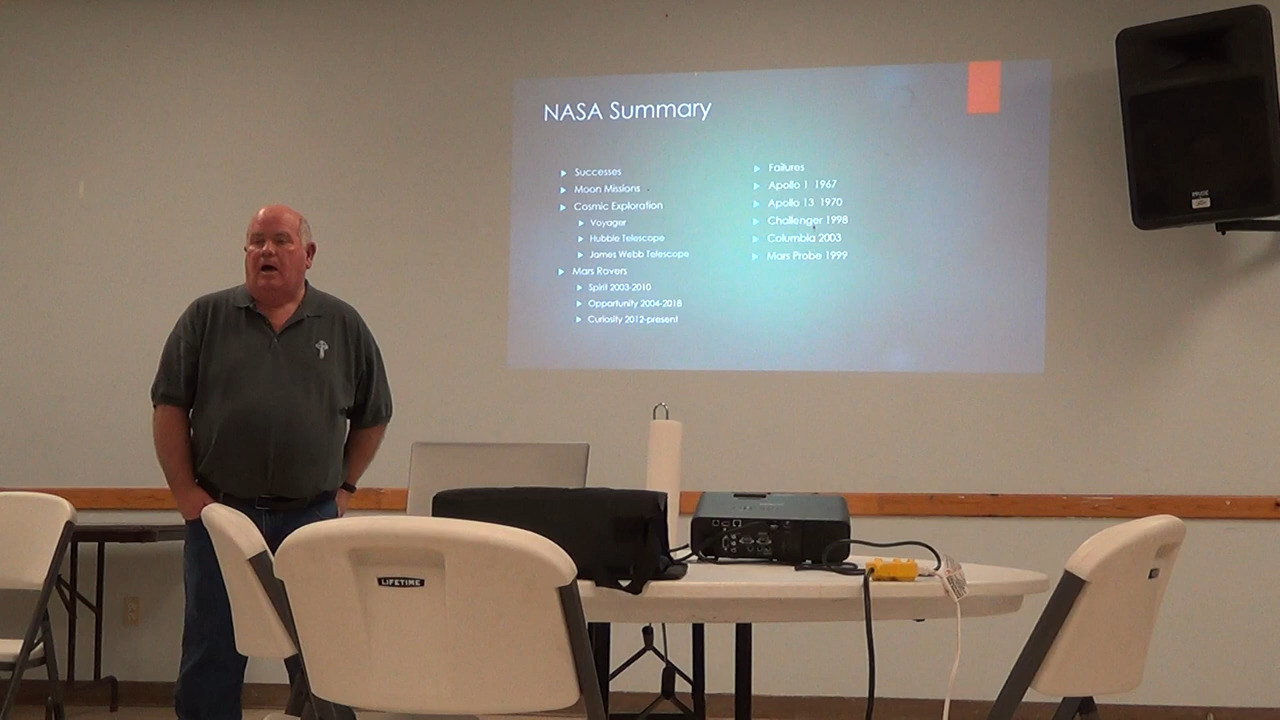 NASA Summary
Successes
Moon Missions
Cosmic Exploration
Voyager
Hubble Telescope
James Webb Telescope
Mars Rovers
Spirit 2003-2010
Opportunity 2004-2018
Curiosity 2012-present
Failures
Apollo 1 1967
Apollo 13 1970
Challenger 1998
Columbia 2003
Mars Probe 1999
LIFETIME